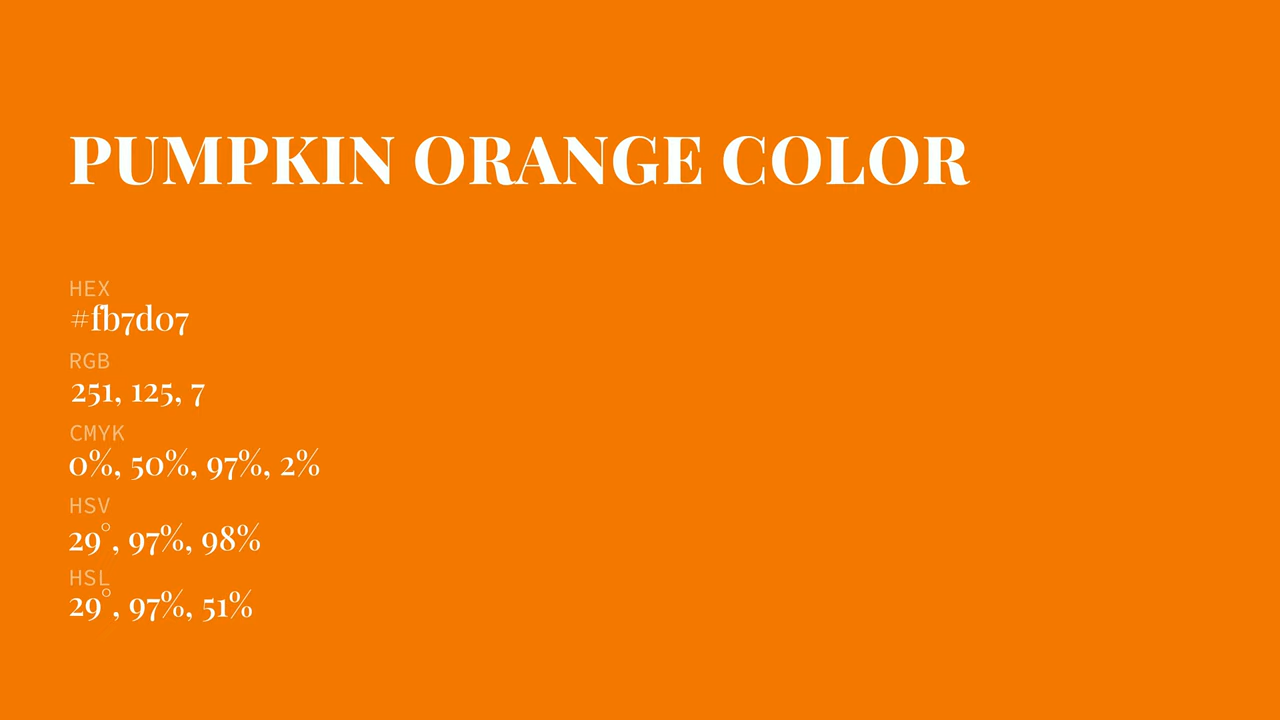 PUMPKIN ORANGE COLOR
HEX
#fb7d07
RGB
251, 125, 7
CMYK
0%, 50%, 97%, 2%
HSV
29°, 97%, 98%
HSL
29°, 97%, 51%